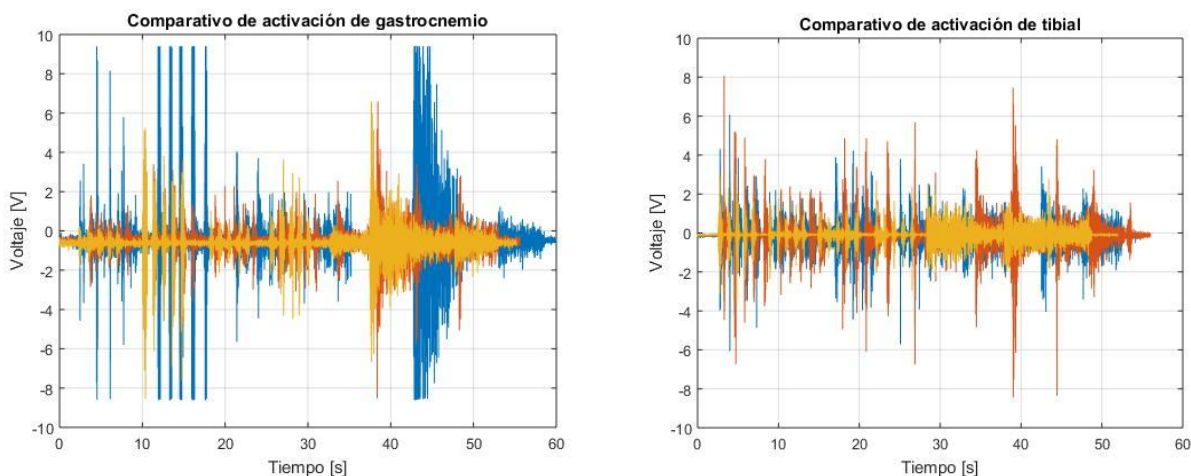 Comparativo de activación de gastrocnemio
10
8
6
4
2
0
-2
-4
-6
-8
-10
Voltaje [V]
0 10 20 30 40 50 60
Tiempo [s]
Comparativo de activación de tibial
10
8
6
4
2
0
-2
-4
-6
-8
-10
Voltaje [V]
0 10 20 30 40 50 60
Tiempo [s]